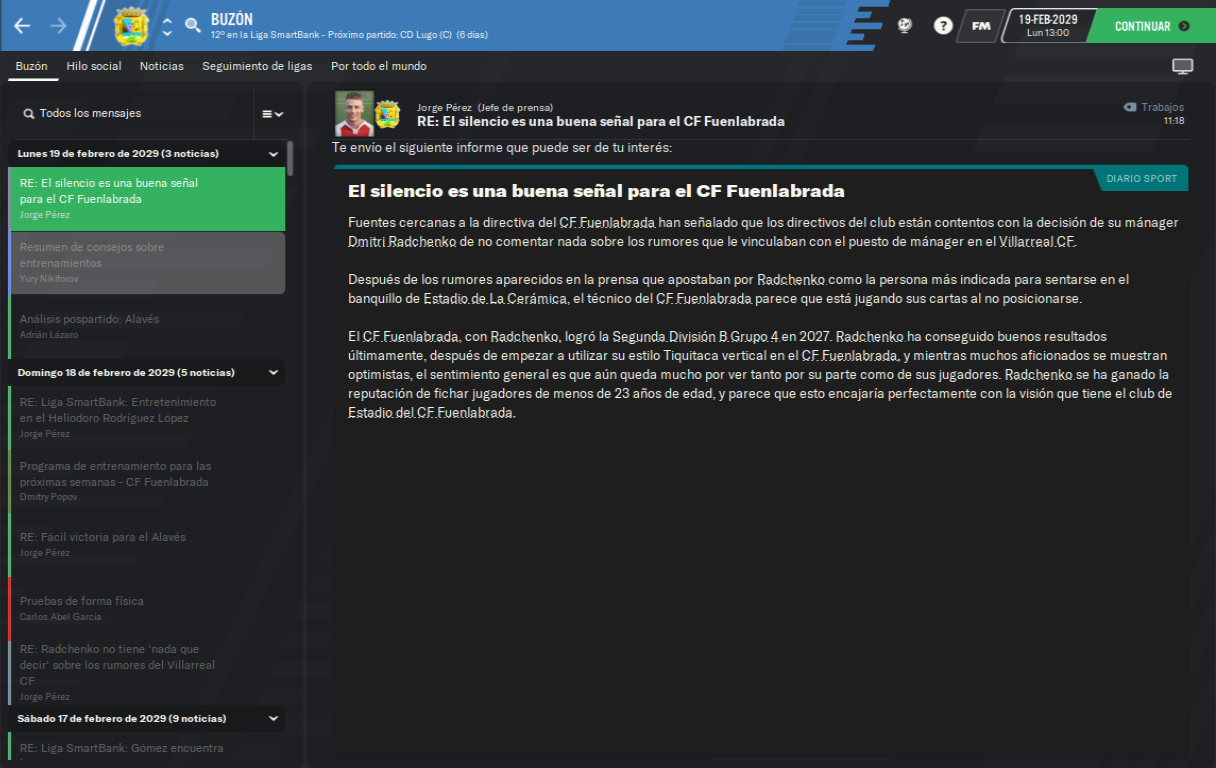 BUZÓN
12º en la Liga SmartBank - Próximo partido: CD Lugo (C) (6 días)
?
FM
19-FEB-2029
Lun 13:00
CONTINUAR
Buzón Hilo social Noticias Seguimiento de ligas Por todo el mundo
Todos los mensajes
Lunes 19 de febrero de 2029 (3 noticias)
RE: El silencio es una buena señal
para el CF Fuenlabrada
Jorge Pérez
Resumen de consejos sobre
entrenamientos
Yury Nikiforov
Análisis pospartido: Alavés
Adrián Lázaro
Domingo 18 de febrero de 2029 (5 noticias)
RE: Liga SmartBank: Entretenimiento
en el Heliodoro Rodríguez López
Jorge Pérez
Programa de entrenamiento para las
próximas semanas - CF Fuenlabrada
Dmitry Popov
RE: Fácil victoria para el Alavés
Jorge Pérez
Pruebas de forma física
Carlos Abel García
RE: Radchenko no tiene 'nada que
decir' sobre los rumores del Villarreal
CF
Jorge Pérez
Sábado 17 de febrero de 2029 (9 noticias)
RE: Liga SmartBank: Gómez encuentra
Jorge Pérez (Jefe de prensa)
RE: El silencio es una buena señal para el CF Fuenlabrada
Trabajos
11:18
Te envío el siguiente informe que puede ser de tu interés:
DIARIO SPORT
El silencio es una buena señal para el CF Fuenlabrada
Fuentes cercanas a la directiva del CF Fuenlabrada han señalado que los directivos del club están contentos con la decisión de su mánager
Dmitri Radchenko de no comentar nada sobre los rumores que le vinculaban con el puesto de mánager en el Villarreal CF.
Después de los rumores aparecidos en la prensa que apostaban por Radchenko como la persona más indicada para sentarse en el
banquillo de Estadio de La Cerámica, el técnico del CF Fuenlabrada parece que está jugando sus cartas al no posicionarse.
El CF Fuenlabrada, con Radchenko, logró la Segunda División B Grupo 4 en 2027. Radchenko ha conseguido buenos resultados
últimamente, después de empezar a utilizar su estilo Tiquitaca vertical en el CF Fuenlabrada, y mientras muchos aficionados se muestran
optimistas, el sentimiento general es que aún queda mucho por ver tanto por su parte como de sus jugadores. Radchenko se ha ganado la
reputación de fichar jugadores de menos de 23 años de edad, y parece que esto encajaría perfectamente con la visión que tiene el club de
Estadio del CF Fuenlabrada.